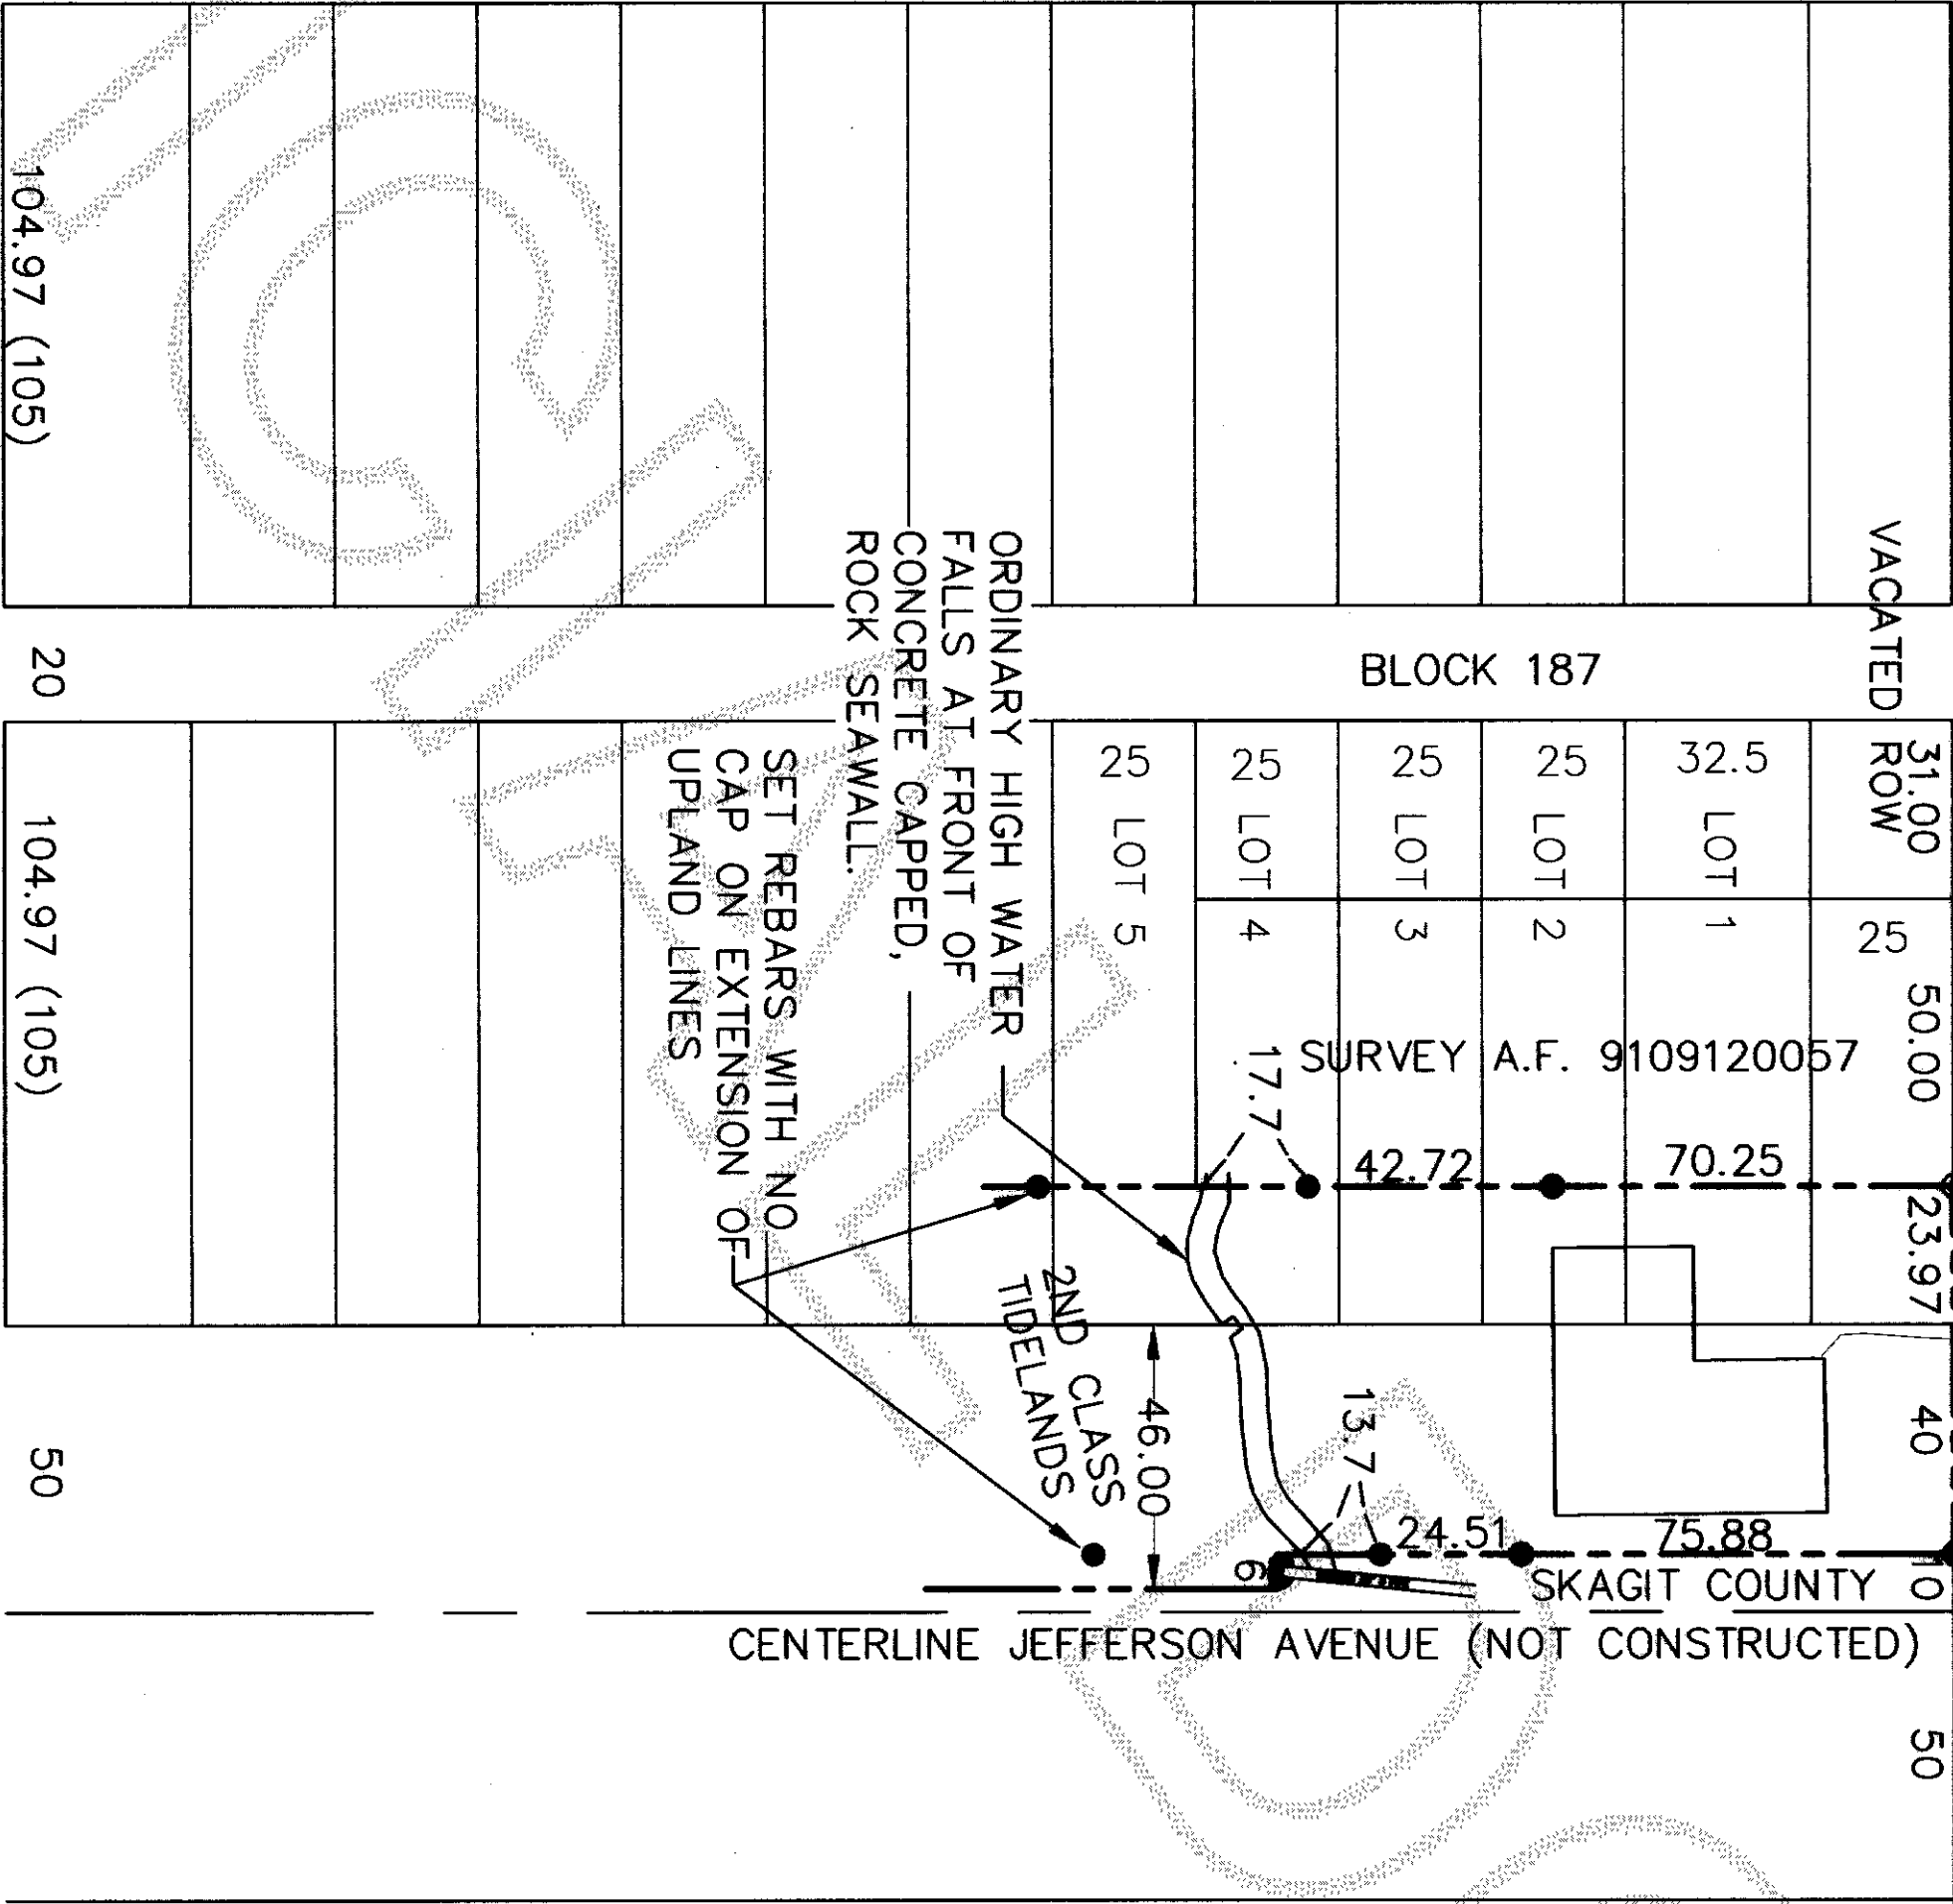 VACATED ROW
31.00
50.00
23.97
40
10
50
BLOCK 187
32.5 LOT 1
25 LOT 2
25 LOT 3
25 LOT 4
25 LOT 5
25
SURVEY A.F. 9109120057
17.7
42.72
70.25
ORDINARY HIGH WATER
FALLS AT FRONT OF
CONCRETE CAPPED,
ROCK SEAWALL.
SET REBARS WITH NO
CAP ON EXTENSION OF
UPLAND LINES
2ND CLASS
TIDELANDS
46.00
13.7
24.51
75.88
6
SKAGIT COUNTY
CENTERLINE JEFFERSON AVENUE (NOT CONSTRUCTED)
104.97 (105)
20
104.97 (105)
50